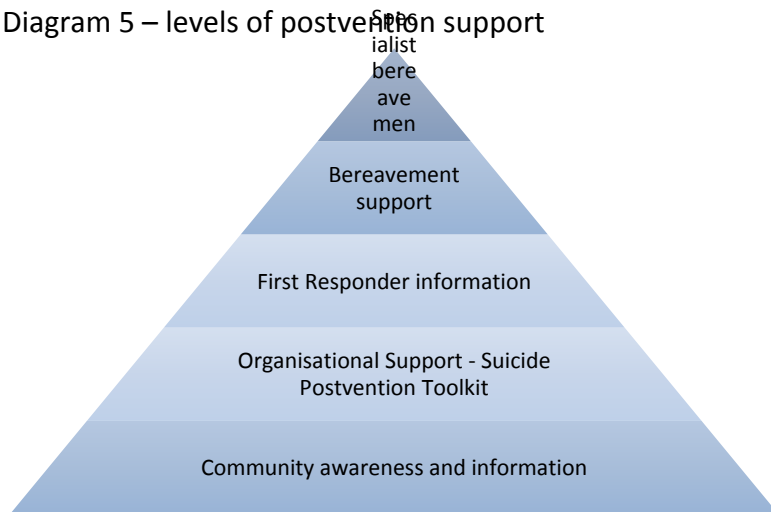 Diagram 5 – levels of postvention support
Spec
ialist
bere
ave
men
Bereavement
support
First Responder information
Organisational Support - Suicide
Postvention Toolkit
Community awareness and information